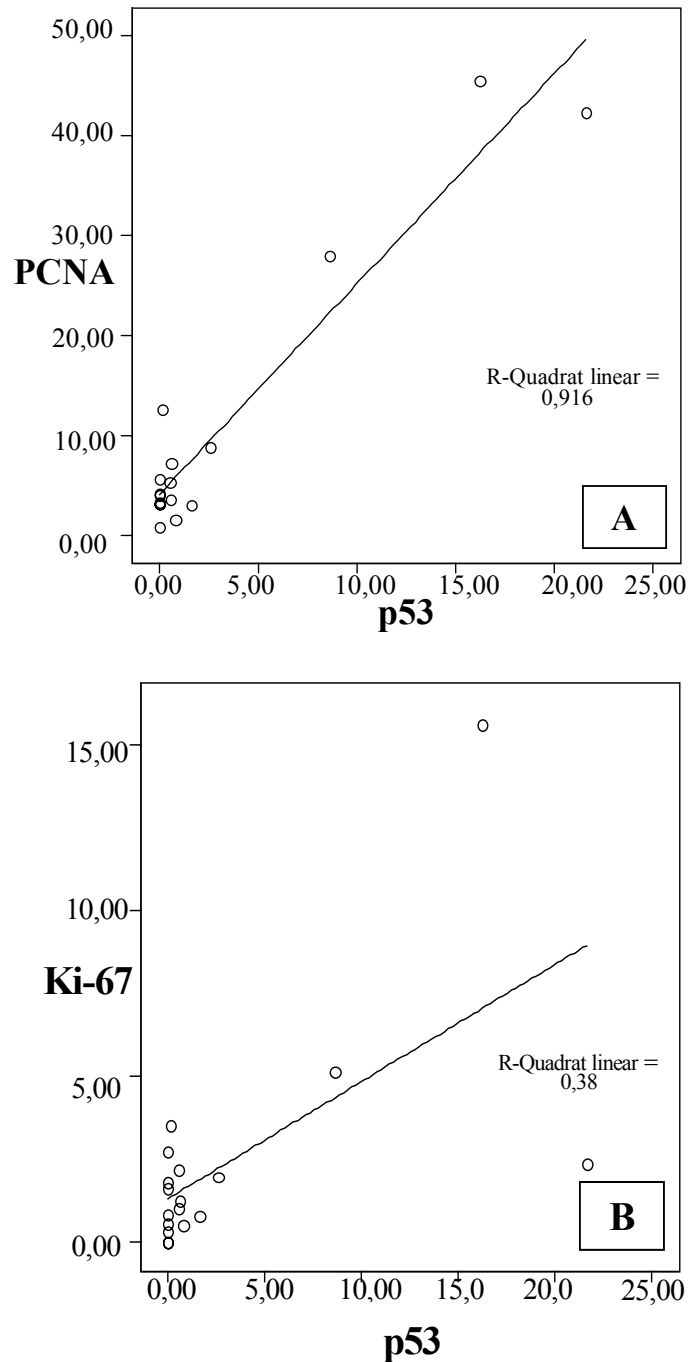 50,00
40,00
30,00
PCNA
20,00
R-Quadrat linear =
0,916
10,00
A
0,00
0,00 5,00 10,00 15,00 20,00 25,00
p53
15,00
10,00
Ki-67
R-Quadrat linear =
0,38
5,00
B
0,00
0,00 5,00 10,00 15,0 20,0 25,00
p53